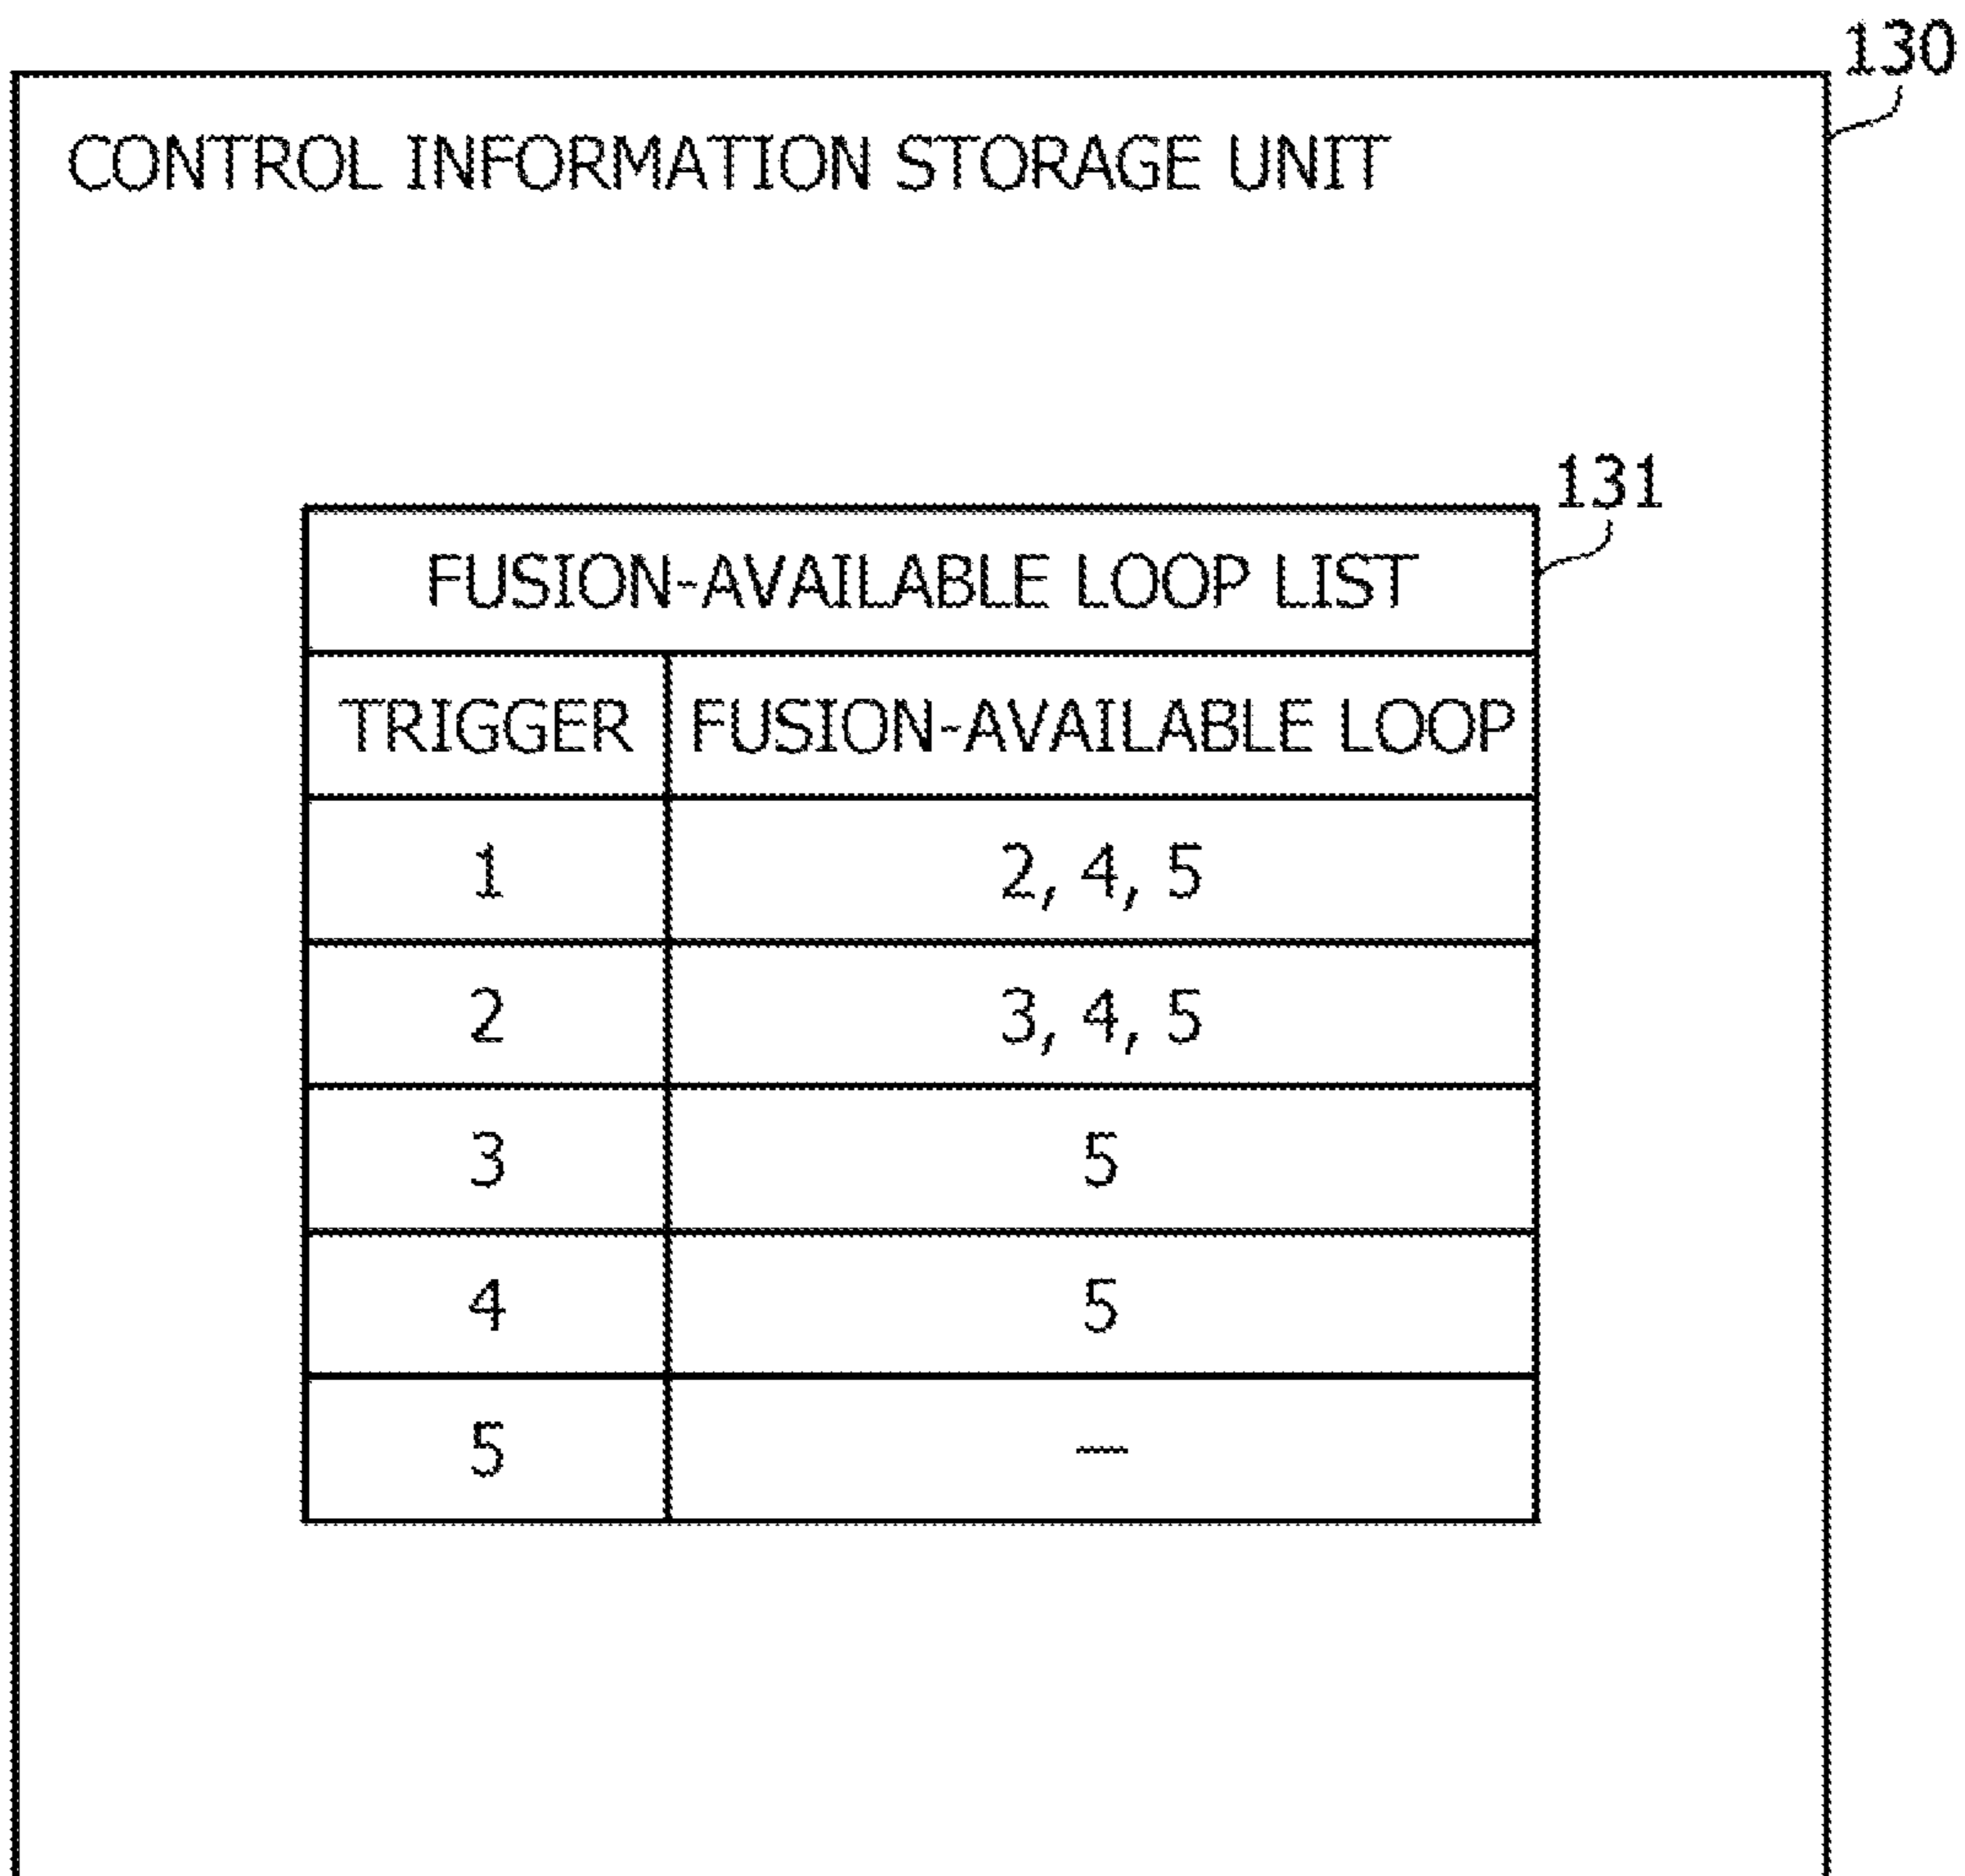 130
CONTROL INFORMATION STORAGE UNIT
131
FUSION-AVAILABLE LOOP LIST
TRIGGER FUSION-AVAILABLE LOOP
1 2, 4, 5
2 3, 4, 5
3 5
4 5
5 —